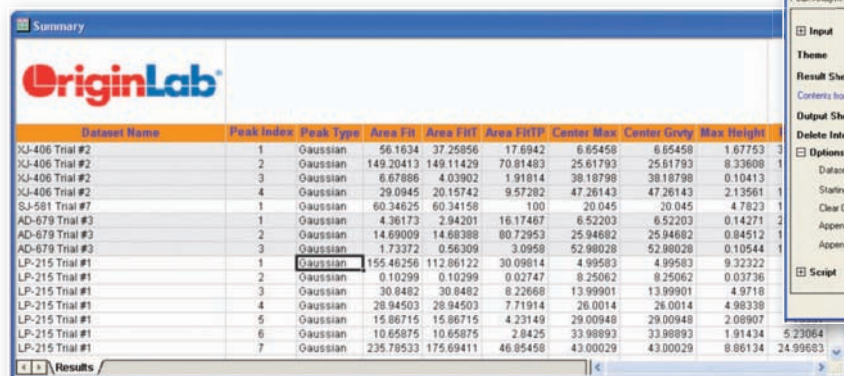 Summary
OriginLab
Dataset Name Peak Index Peak Type Area Fit Area FitT Area FitTP Center Max Center Grvty Max Height
XJ-406 Trial #2 1 Gaussian 56.1634 37.25856 17.6942 6.65458 6.65458 1.67753
XJ-406 Trial #2 2 Gaussian 149.20413 149.11429 70.81483 25.61793 25.61793 8.33608
XJ-406 Trial #2 3 Gaussian 6.67886 4.03902 1.91814 38.18798 38.18798 0.10413
XJ-406 Trial #2 4 Gaussian 29.0945 20.15742 9.57282 47.26143 47.26143 2.13561
SJ-581 Trial #7 1 Gaussian 60.34625 60.34158 100 20.045 20.045 4.7823
AD-679 Trial #3 1 Gaussian 4.36173 2.94201 16.17467 6.52203 6.52203 0.14271
AD-679 Trial #3 2 Gaussian 14.69009 14.68388 80.72953 25.94682 25.94682 0.84512
AD-679 Trial #3 3 Gaussian 1.73372 0.56309 3.0958 52.98028 52.98028 0.10544
LP-215 Trial #1 1 Gaussian 155.46256 112.86122 30.09814 4.99583 4.99583 9.32322
LP-215 Trial #1 2 Gaussian 0.10299 0.10299 0.02747 8.25062 8.25062 0.03736
LP-215 Trial #1 3 Gaussian 30.8482 30.8482 8.22668 13.99901 13.99901 4.9718
LP-215 Trial #1 4 Gaussian 28.94503 28.94503 7.71914 26.0014 26.0014 4.98338
LP-215 Trial #1 5 Gaussian 15.86715 15.86715 4.23149 29.00948 29.00948 2.08907
LP-215 Trial #1 6 Gaussian 10.65875 10.65875 2.8425 33.98893 33.98893 1.91434 5.23064
LP-215 Trial #1 7 Gaussian 235.78533 175.69411 46.85458 43.00029 43.00029 8.86134 24.99683
Results
Input
Theme
Result She
Contents fro
Output She
Delete Inte
Options
Datase
Starting
Clear O
Appen
Appen
Script